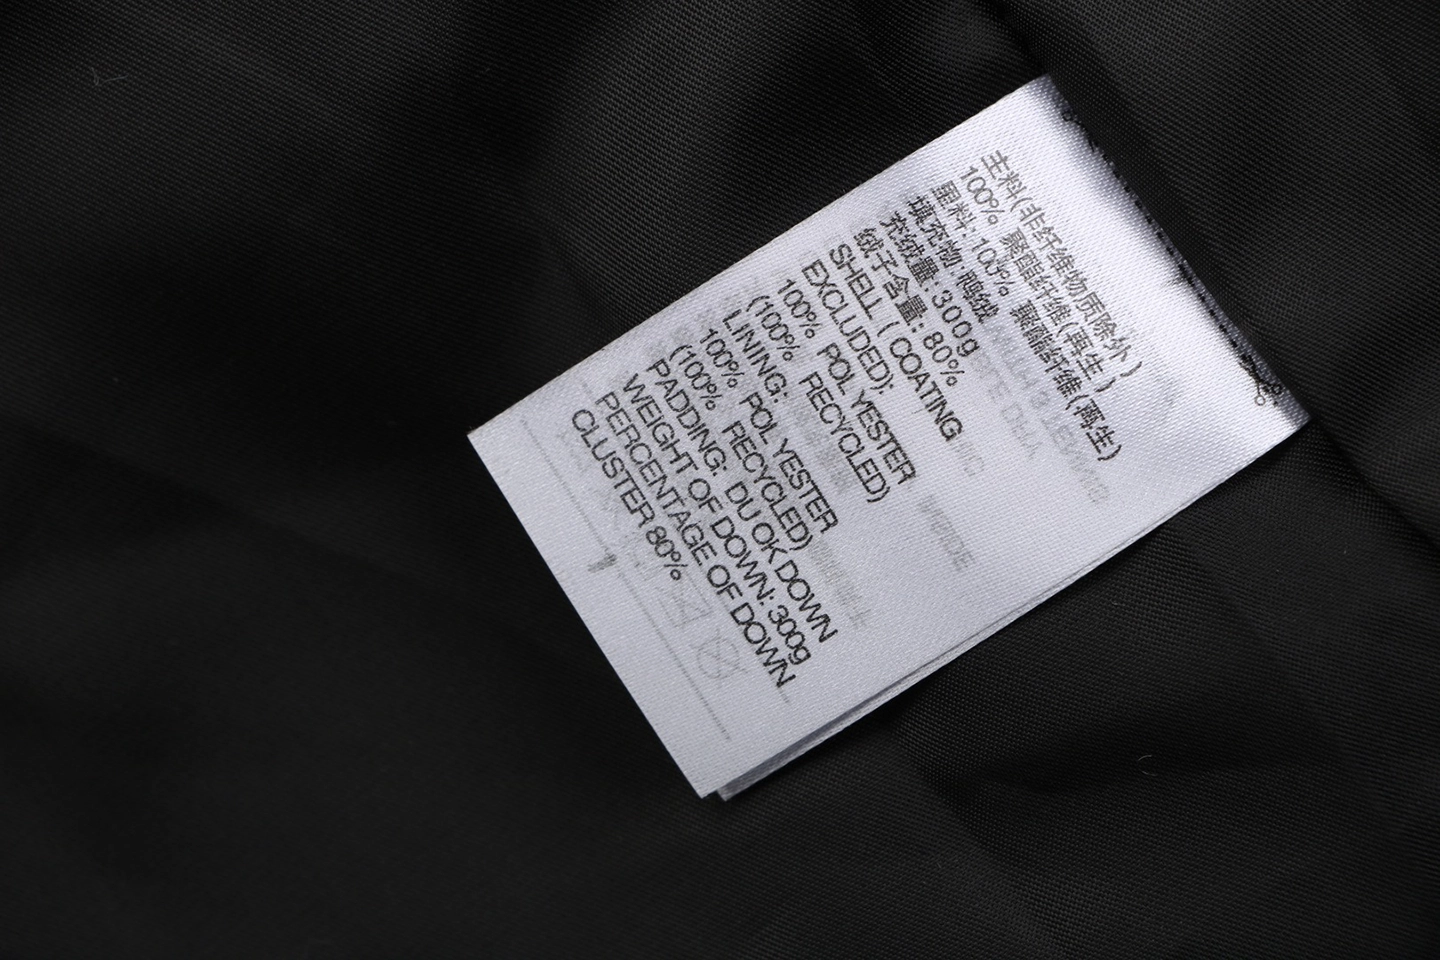 主料(非纤维物质除外)
100% 聚酯纤维(再生)
里料: 100% 聚酯纤维(再生)
填充物: 鹅绒
充绒量: 300g
绒子含量: 80%
SHELL ( COATING
EXCLUDED):
100% POLYESTER
(100% RECYCLED)
LINING:
100% POLYESTER
(100% RECYCLED)
PADDING: DUOK DOWN
WEIGHT OF DOWN: 300g
PERCENTAGE OF DOWN
CLUSTER 80%